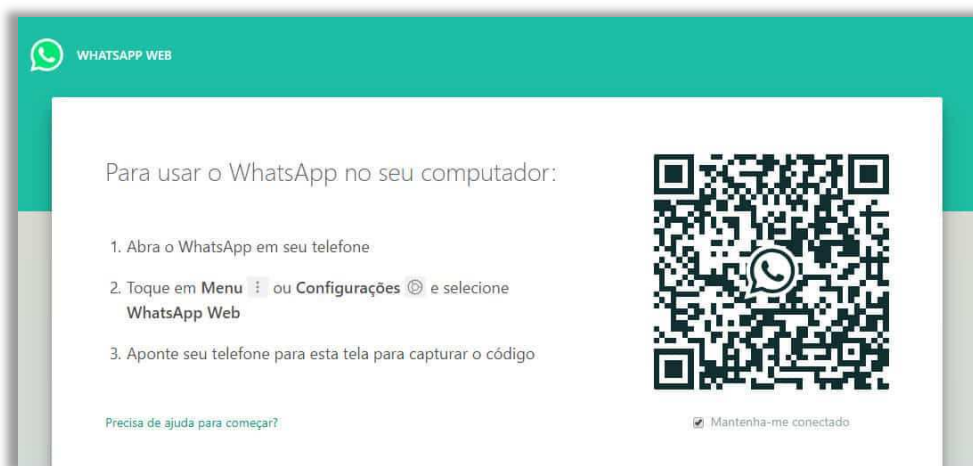 WHATSAPP WEB
Para usar o WhatsApp no seu computador:
1. Abra o WhatsApp em seu telefone
2. Toque em Menu ou Configurações e selecione
WhatsApp Web
3. Aponte seu telefone para esta tela para capturar o código
Precisa de ajuda para começar?
Mantenha-me conectado